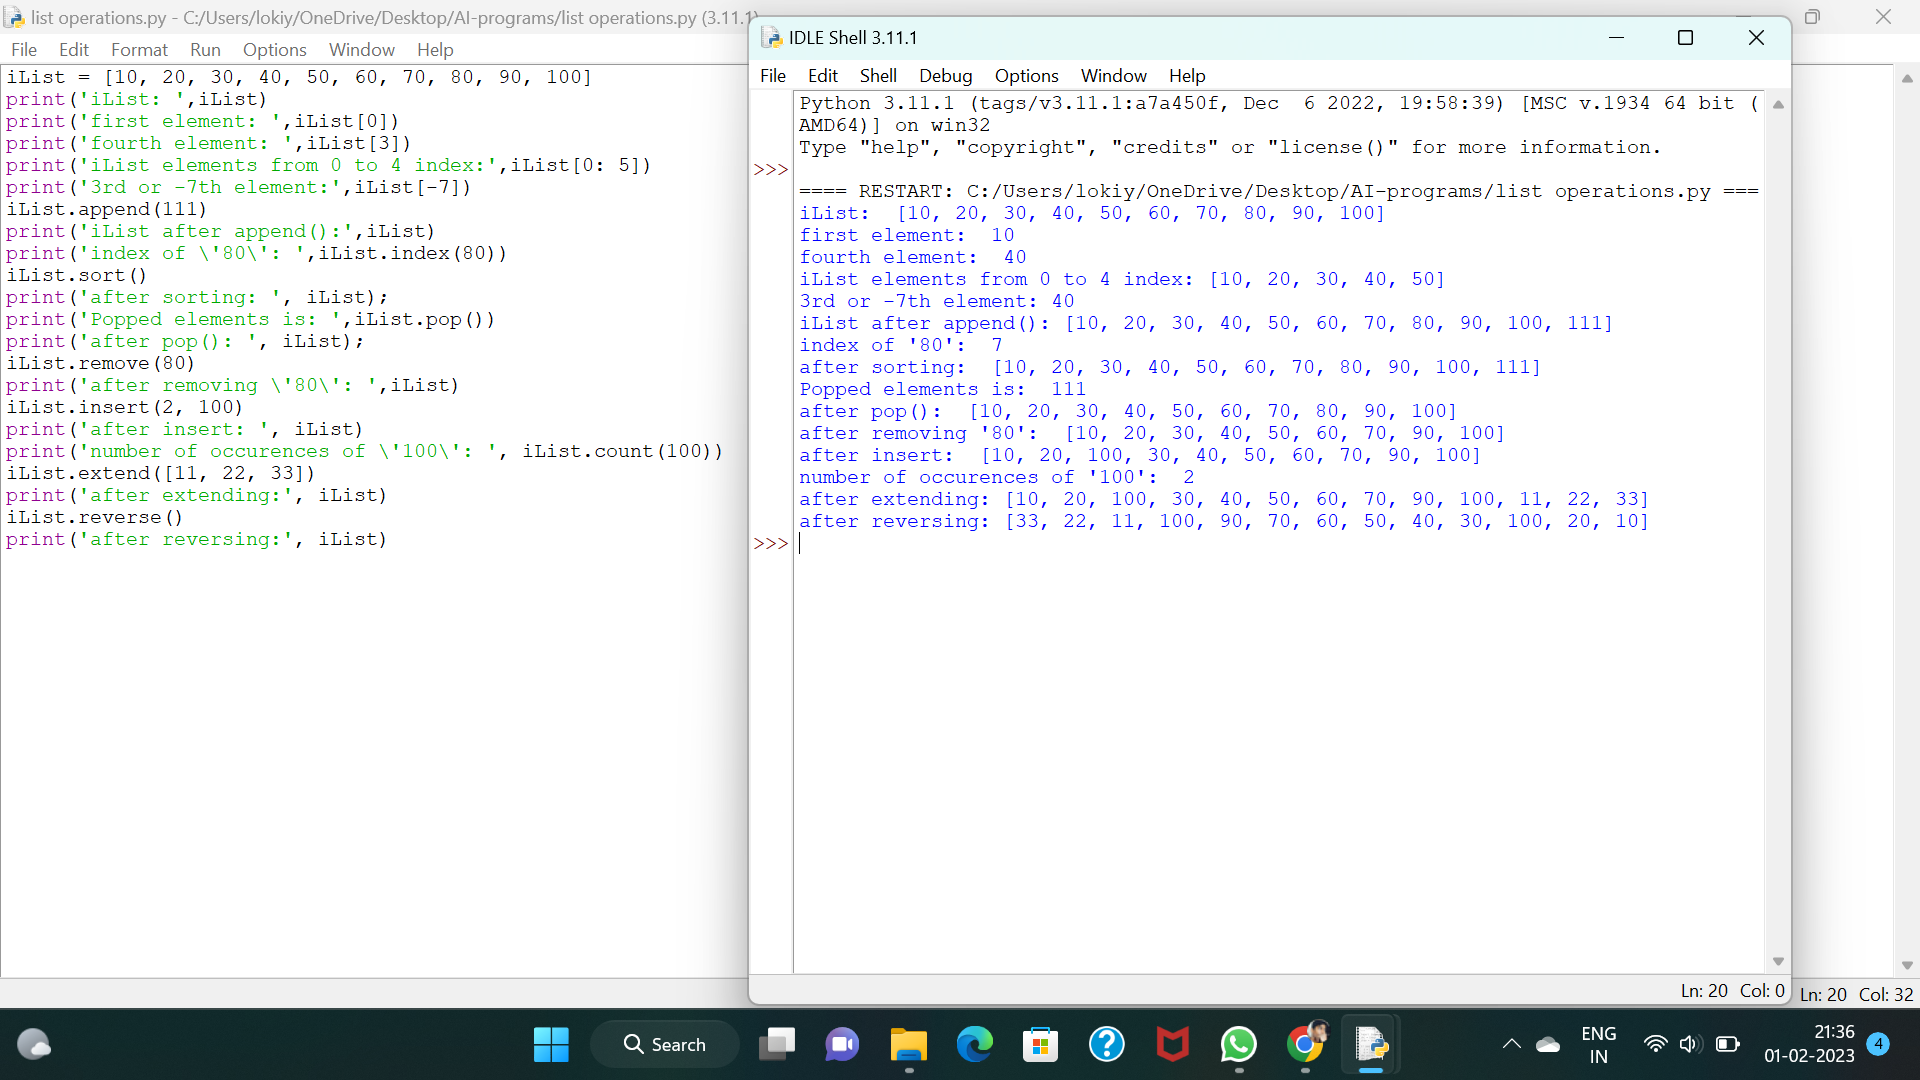 list operations.py - C:/Users/lokiy/OneDrive/Desktop/AI-programs/list operations.py (3.11.1)
File Edit Format Run Options Window Help
iList = [10, 20, 30, 40, 50, 60, 70, 80, 90, 100]
print('iList: ',iList)
print('first element: ',iList[0])
print('fourth element: ',iList[3])
print('iList elements from 0 to 4 index:',iList[0: 5])
print('3rd or -7th element:',iList[-7])
iList.append(111)
print('iList after append():',iList)
print('index of \'80\': ',iList.index(80))
iList.sort()
print('after sorting: ', iList);
print('Popped elements is: ',iList.pop())
print('after pop(): ', iList);
iList.remove(80)
print('after removing \'80\': ',iList)
iList.insert(2, 100)
print('after insert: ', iList)
print('number of occurences of \'100\': ', iList.count(100))
iList.extend([11, 22, 33])
print('after extending:', iList)
iList.reverse()
print('after reversing:', iList)
IDLE Shell 3.11.1
File Edit Shell Debug Options Window Help
Python 3.11.1 (tags/v3.11.1:a7a450f, Dec  6 2022, 19:58:39) [MSC v.1934 64 bit (
AMD64)] on win32
Type "help", "copyright", "credits" or "license()" for more information.
>>>
==== RESTART: C:/Users/lokiy/OneDrive/Desktop/AI-programs/list operations.py ===
iList:  [10, 20, 30, 40, 50, 60, 70, 80, 90, 100]
first element:  10
fourth element:  40
iList elements from 0 to 4 index: [10, 20, 30, 40, 50]
3rd or -7th element: 40
iList after append(): [10, 20, 30, 40, 50, 60, 70, 80, 90, 100, 111]
index of '80':  7
after sorting:  [10, 20, 30, 40, 50, 60, 70, 80, 90, 100, 111]
Popped elements is:  111
after pop():  [10, 20, 30, 40, 50, 60, 70, 80, 90, 100]
after removing '80':  [10, 20, 30, 40, 50, 60, 70, 90, 100]
after insert:  [10, 20, 100, 30, 40, 50, 60, 70, 90, 100]
number of occurences of '100':  2
after extending: [10, 20, 100, 30, 40, 50, 60, 70, 90, 100, 11, 22, 33]
after reversing: [33, 22, 11, 100, 90, 70, 60, 50, 40, 30, 100, 20, 10]
>>>
Ln: 20 Col: 0
Ln: 20 Col: 32
Search
ENG
IN
21:36
01-02-2023
4